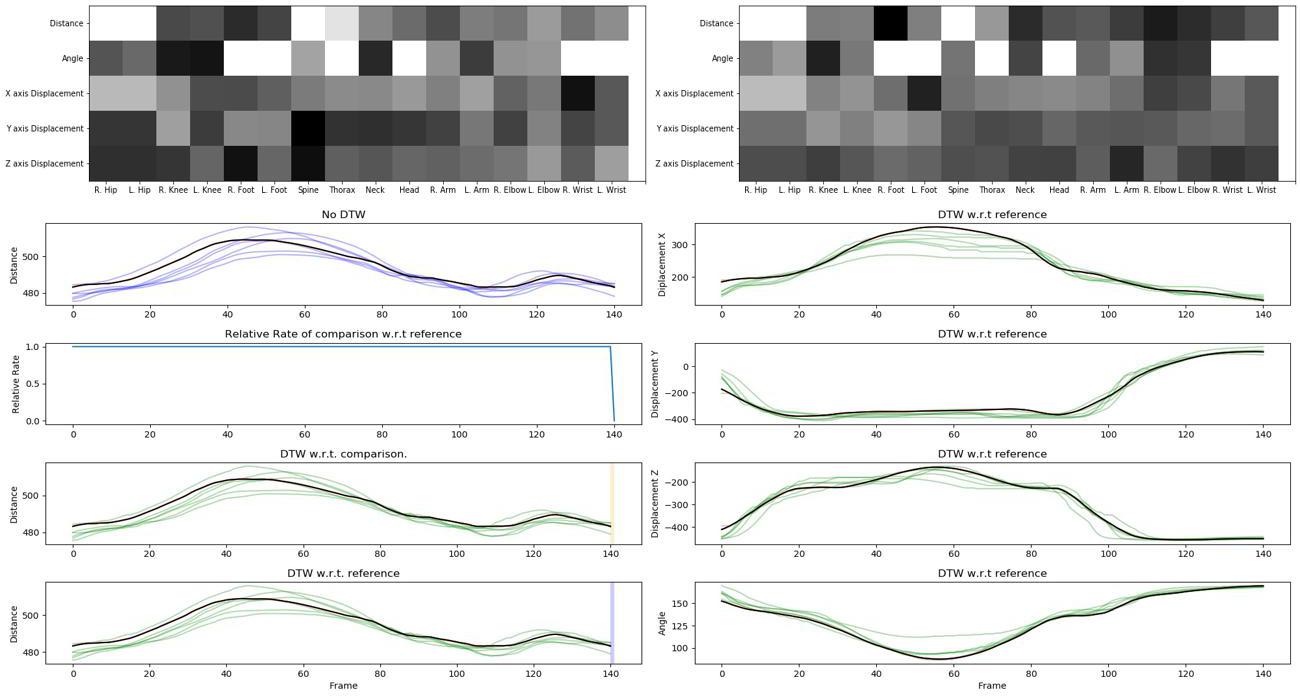 Distance
Angle
X axis Displacement
Y axis Displacement
Z axis Displacement
R. Hip L. Hip R. Knee L. Knee R. Foot L. Foot Spine Thorax Neck Head R. Arm L. Arm R. Elbow L. Elbow R. Wrist L. Wrist
Distance
Angle
X axis Displacement
Y axis Displacement
Z axis Displacement
R. Hip L. Hip R. Knee L. Knee R. Foot L. Foot Spine Thorax Neck Head R. Arm L. Arm R. Elbow L. Elbow R. Wrist L. Wrist
No DTW
Distance
500
480
0 20 40 60 80 100 120 140
DTW w.r.t reference
Diplacement X
300
200
0 20 40 60 80 100 120 140
Relative Rate of comparison w.r.t reference
Relative Rate
1.0
0.5
0.0
0 20 40 60 80 100 120 140
DTW w.r.t reference
Displacement Y
0
−200
−400
0 20 40 60 80 100 120 140
DTW w.r.t. comparison.
Distance
500
480
0 20 40 60 80 100 120 140
DTW w.r.t reference
Displacement Z
−200
−300
−400
0 20 40 60 80 100 120 140
DTW w.r.t. reference
Distance
500
480
0 20 40 60 80 100 120 140
Frame
DTW w.r.t reference
Angle
150
125
100
0 20 40 60 80 100 120 140
Frame